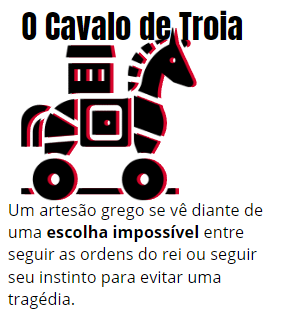 O Cavalo de Troia
Um artesão grego se vê diante de
uma escolha impossível entre
seguir as ordens do rei ou seguir
seu instinto para evitar uma
tragédia.